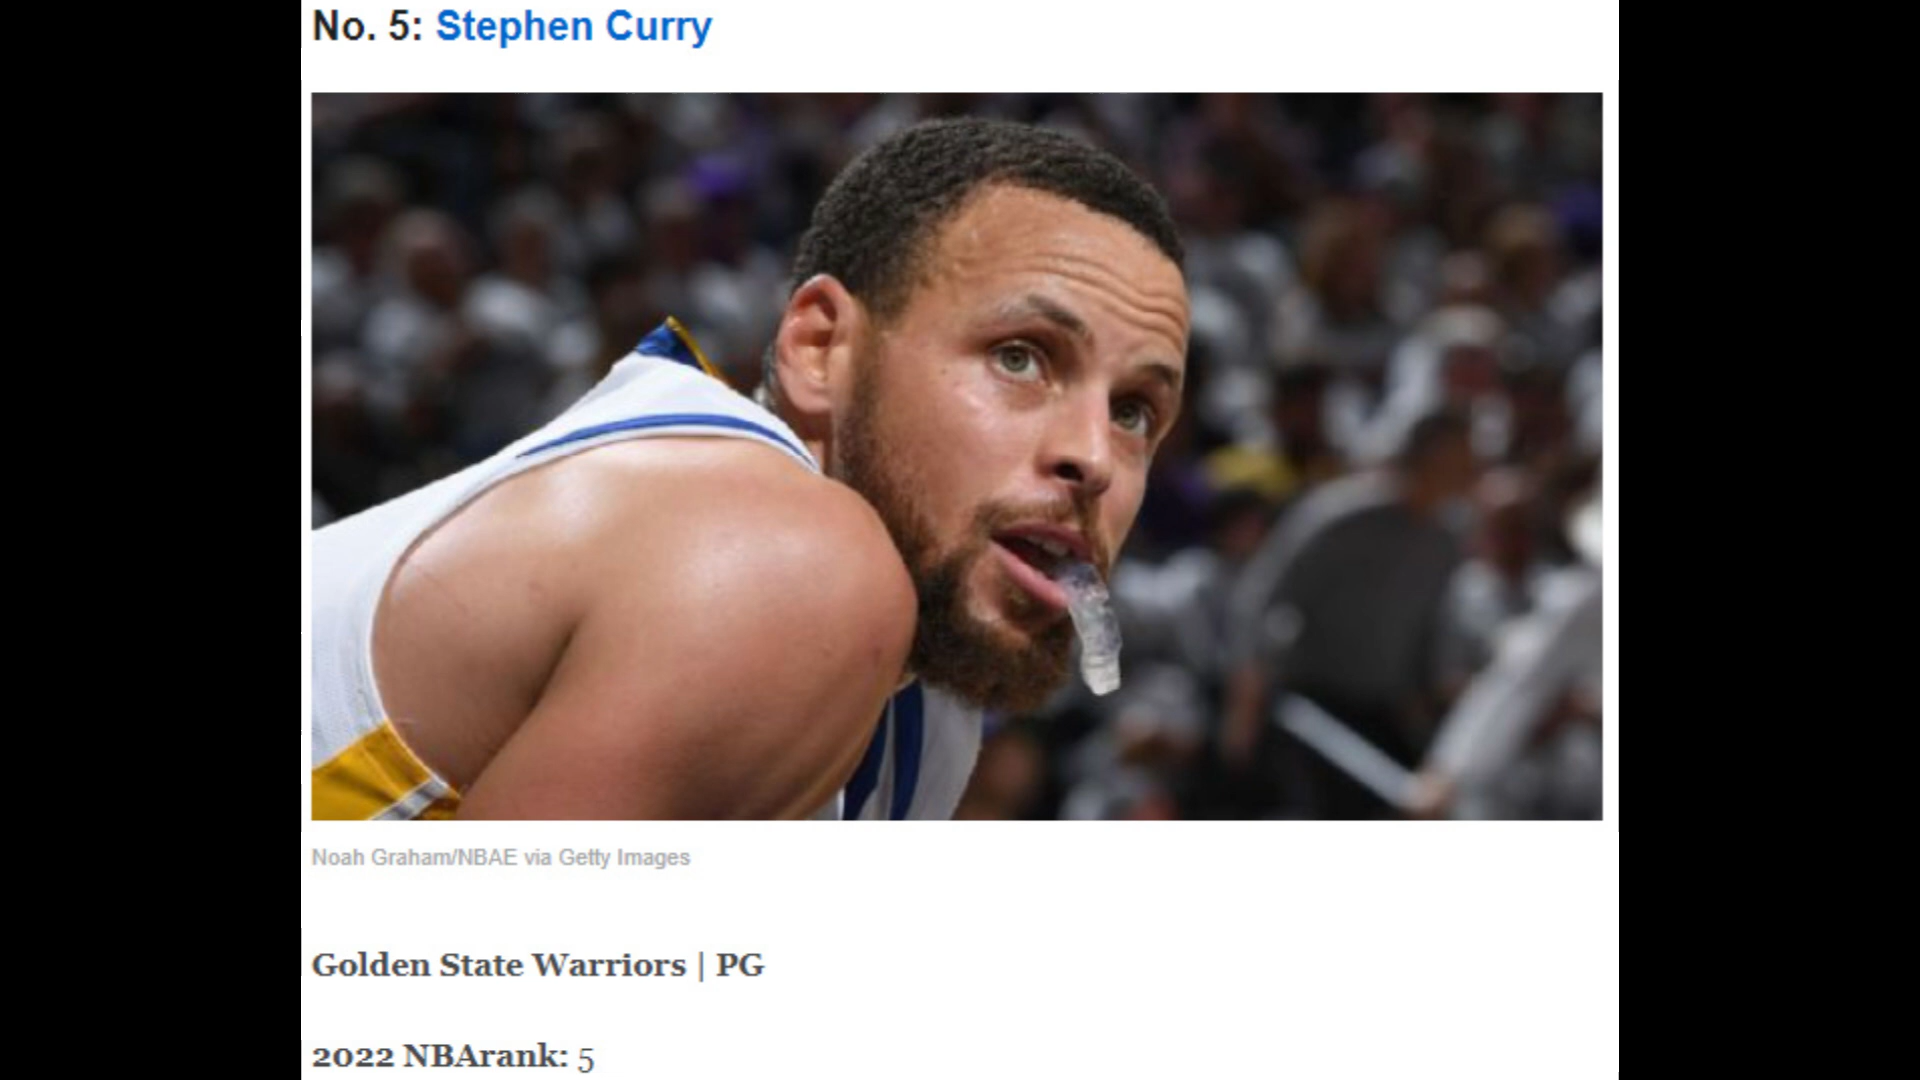 No. 5: Stephen Curry
Noah Graham/NBAE via Getty Images
Golden State Warriors | PG
2022 NBArank: 5